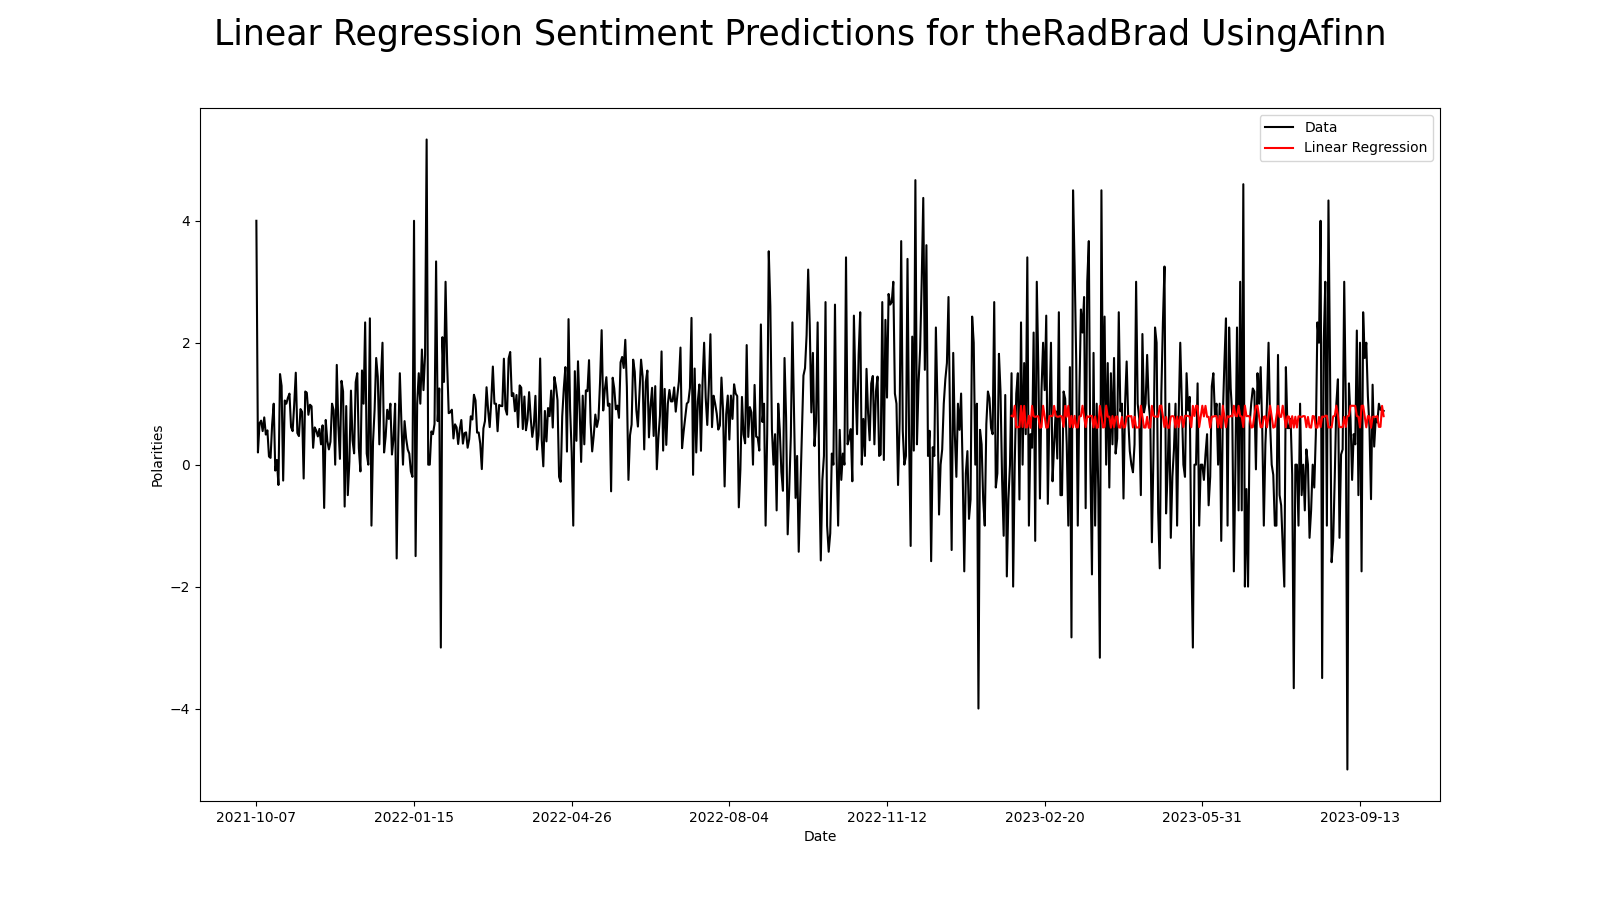 Linear Regression Sentiment Predictions for theRadBrad UsingAfinn
Data
Linear Regression
4
2
0
−2
−4
Polarities
2021-10-07
2022-01-15
2022-04-26
2022-08-04
2022-11-12
2023-02-20
2023-05-31
2023-09-13
Date